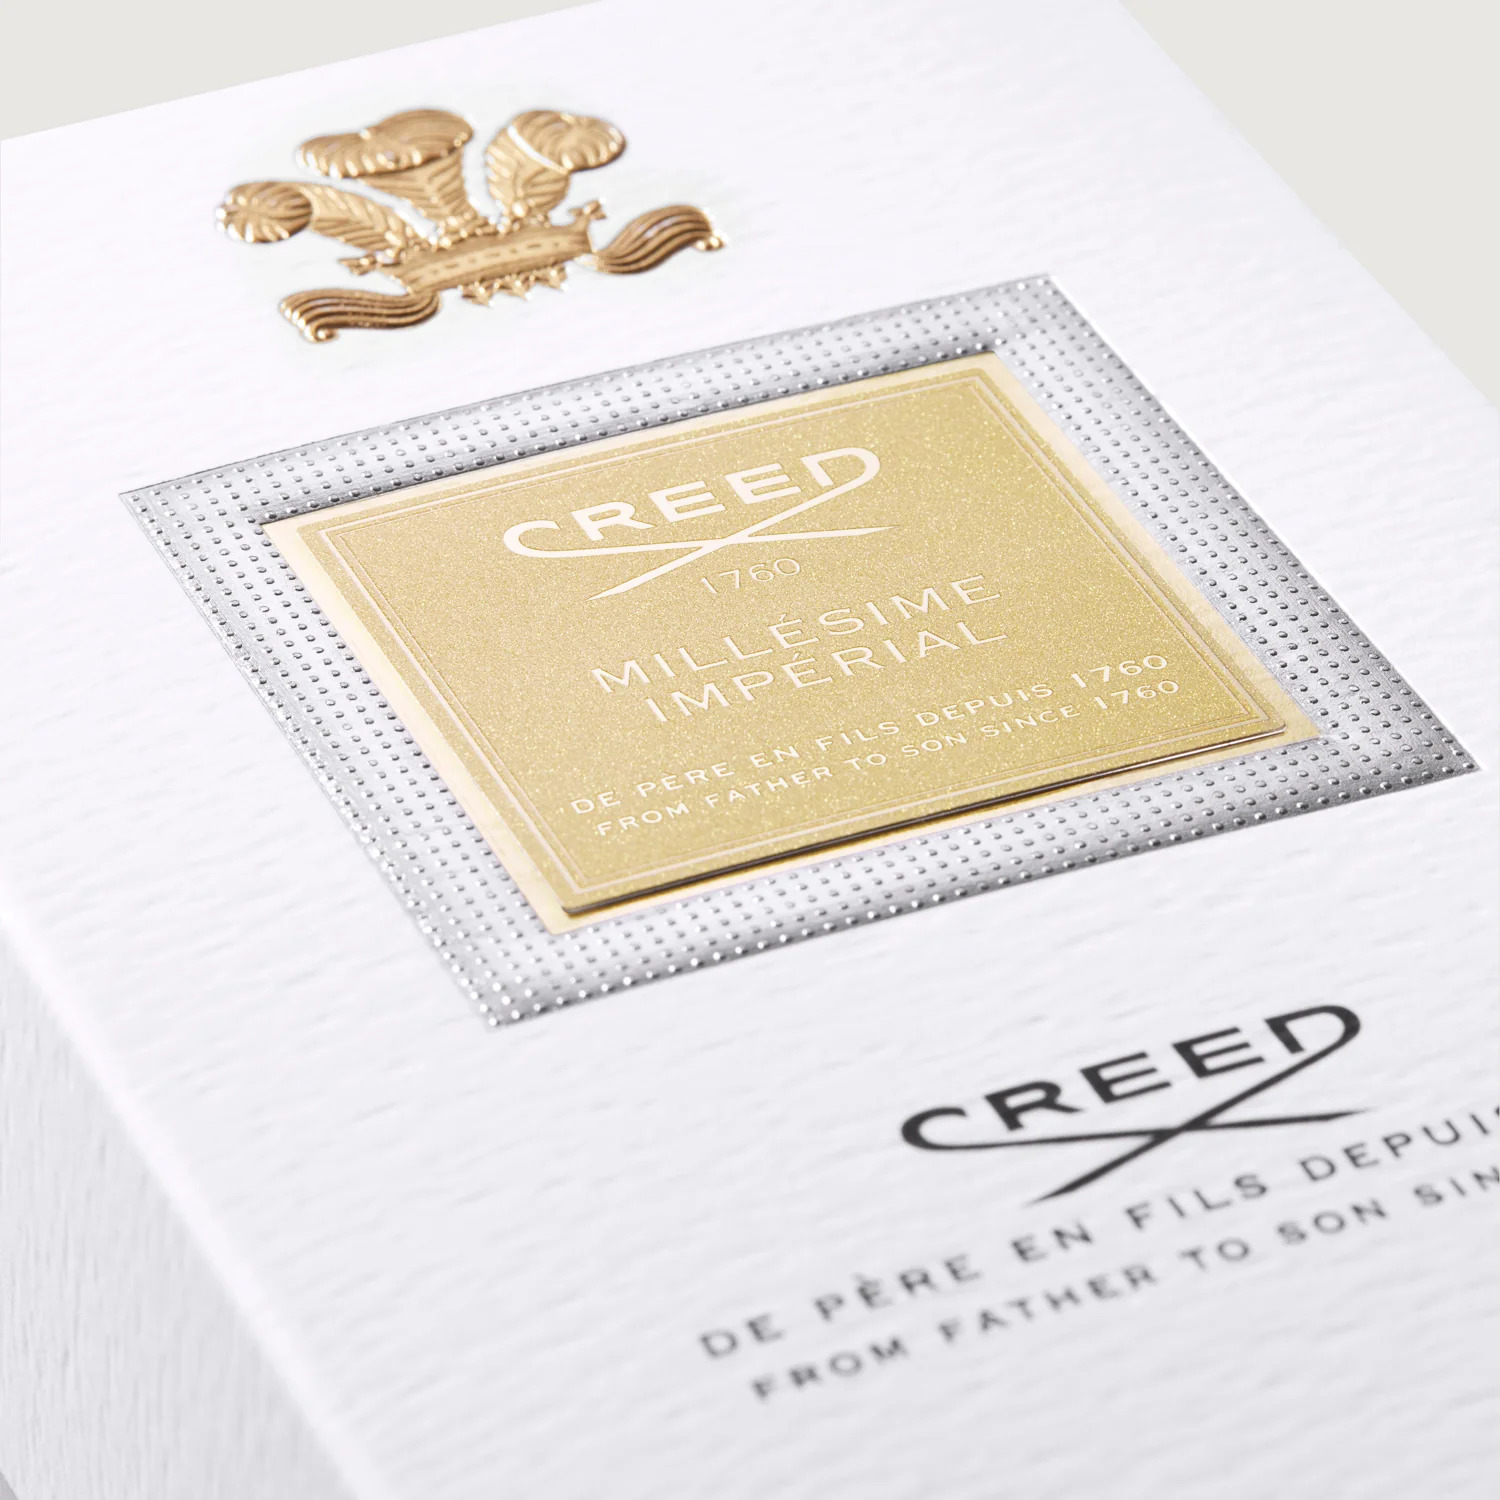 CREED
1760
MILLÉSIME
IMPÉRIAL
DE PÈRE EN FILS DEPUIS 1760
FROM FATHER TO SON SINCE 1760
CREED
DE PÈRE EN FILS DEPUIS
FROM FATHER TO SON